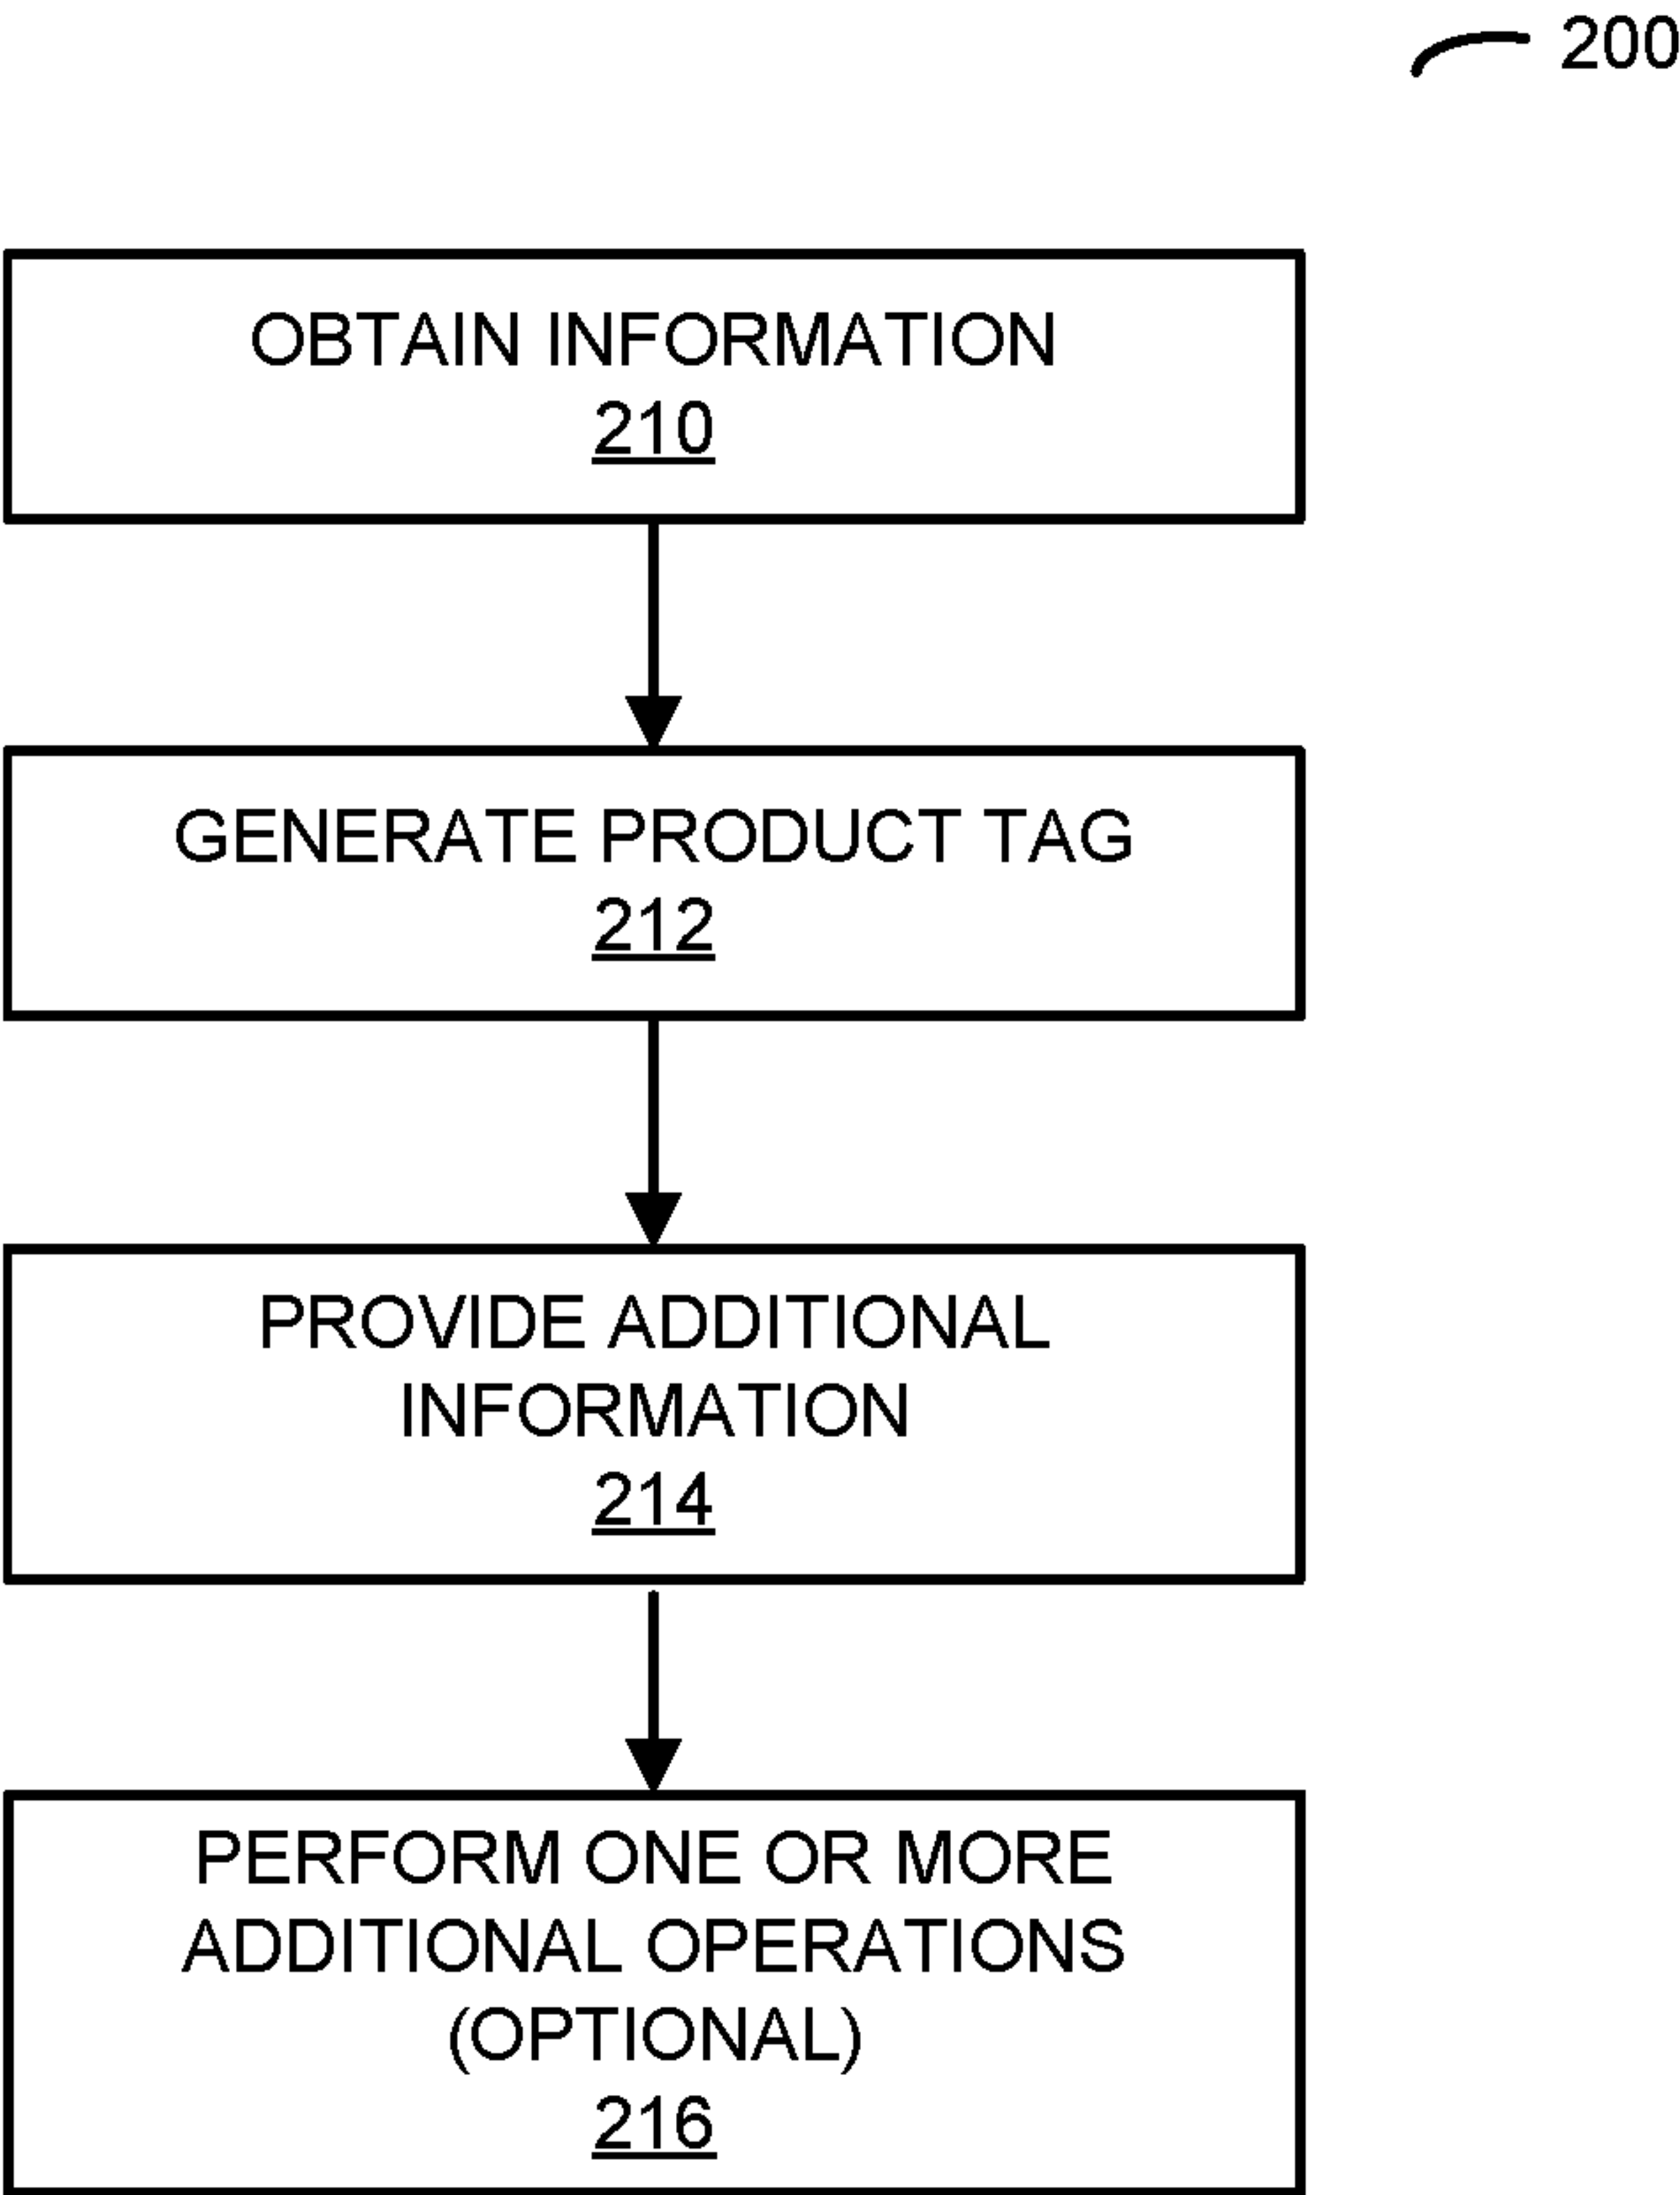 200
OBTAIN INFORMATION
210
GENERATE PRODUCT TAG
212
PROVIDE ADDITIONAL
INFORMATION
214
PERFORM ONE OR MORE
ADDITIONAL OPERATIONS
(OPTIONAL)
216